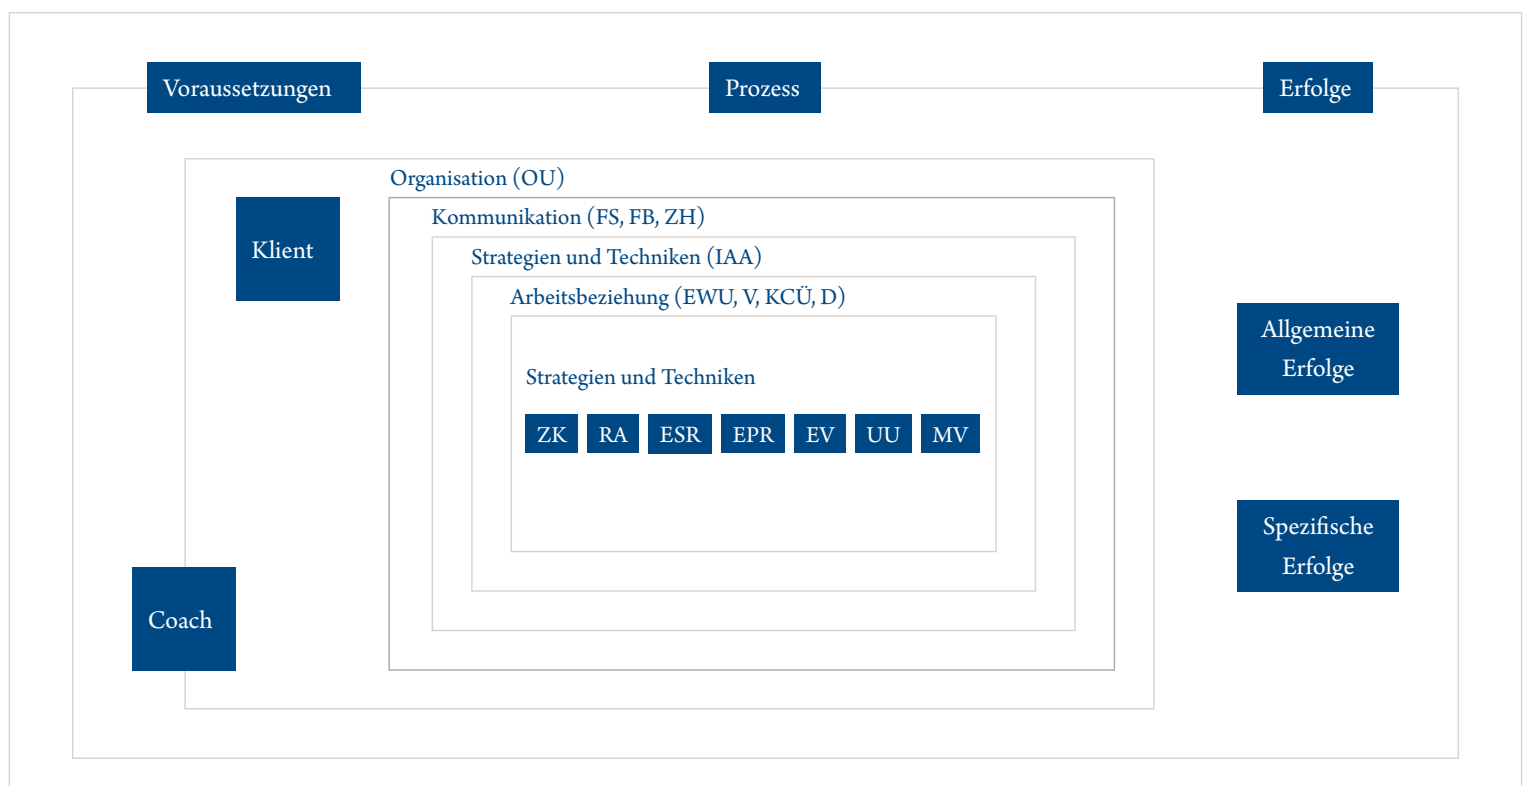 Voraussetzungen
Prozess
Erfolge
Organisation (OU)
Kommunikation (FS, FB, ZH)
Klient
Strategien und Techniken (IAA)
Arbeitsbeziehung (EWU, V, KCÜ, D)
Allgemeine
Erfolge
Strategien und Techniken
ZK RA ESR EPR EV UU MV
Spezifische
Erfolge
Coach